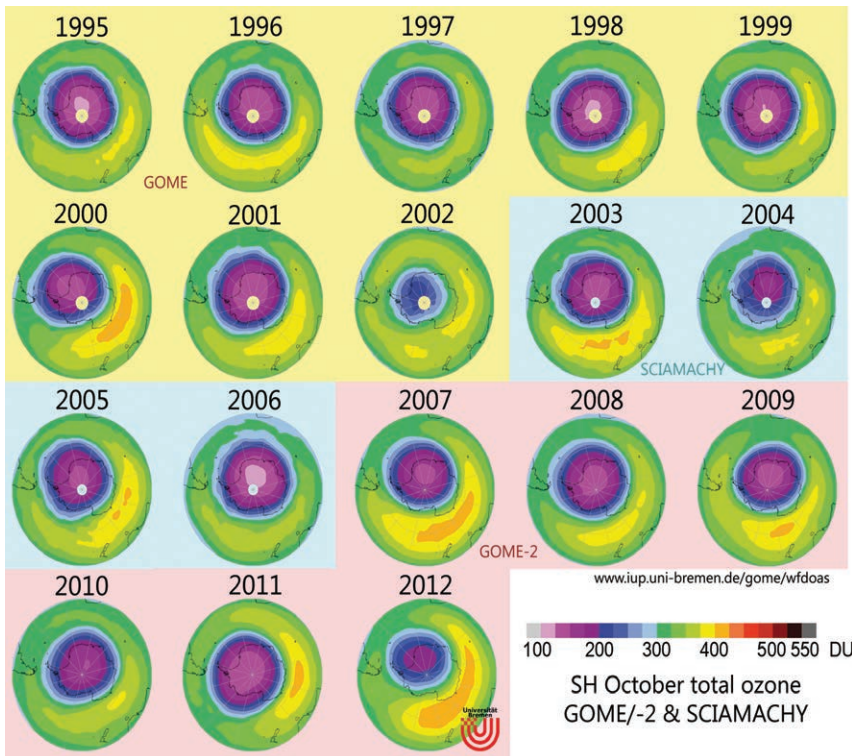 1995 1996 1997 1998 1999
GOME
2000 2001 2002 2003 2004
SCIAMACHY
2005 2006 2007 2008 2009
GOME-2
2010 2011 2012
www.iup.uni-bremen.de/gome/wfdoas
100 200 300 400 500 550 DU
SH October total ozone
GOME/-2 & SCIAMACHY
Universität
Bremen